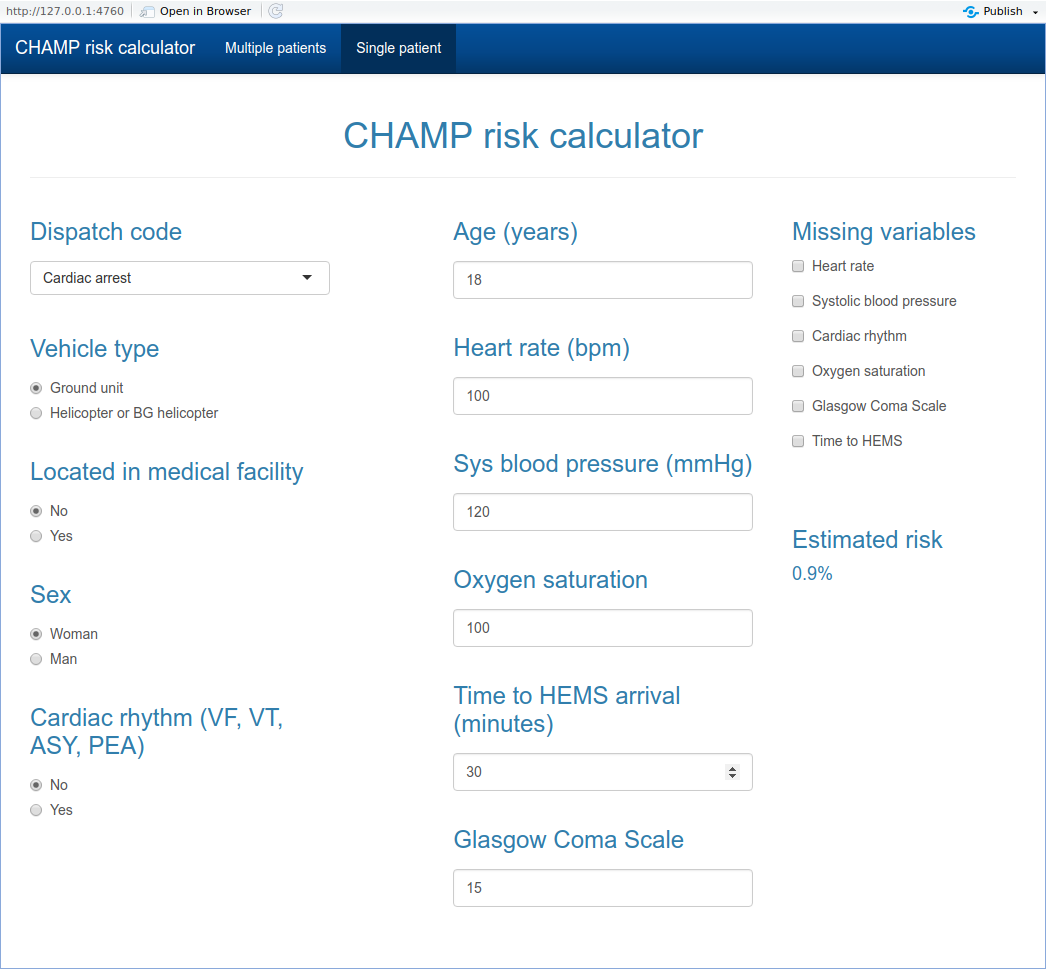 http://127.0.0.1:4760 Open in Browser Publish
CHAMP risk calculator Multiple patients Single patient
CHAMP risk calculator
Dispatch code
Cardiac arrest
Vehicle type
Ground unit
Helicopter or BG helicopter
Located in medical facility
No
Yes
Sex
Woman
Man
Cardiac rhythm (VF, VT,
ASY, PEA)
No
Yes
Age (years)
18
Heart rate (bpm)
100
Sys blood pressure (mmHg)
120
Oxygen saturation
100
Time to HEMS arrival
(minutes)
30
Glasgow Coma Scale
15
Missing variables
Heart rate
Systolic blood pressure
Cardiac rhythm
Oxygen saturation
Glasgow Coma Scale
Time to HEMS
Estimated risk
0.9%